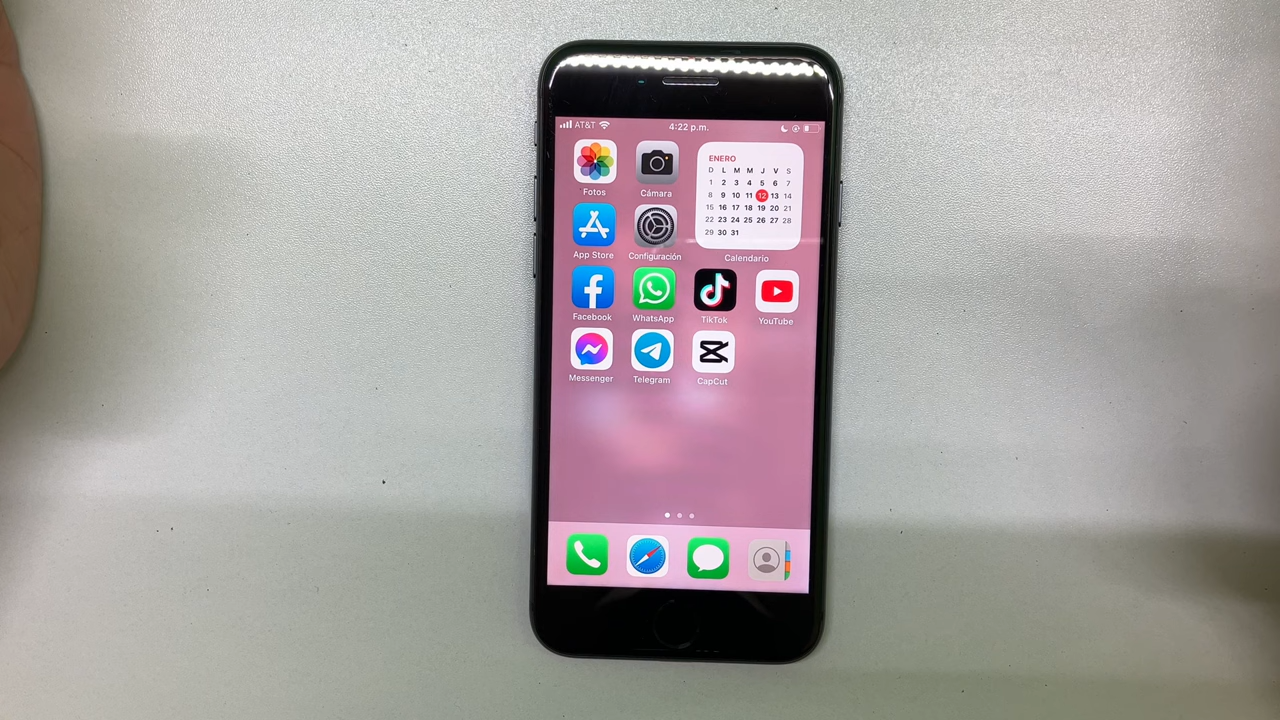 AT&T
4:22 p.m.
Fotos
Cámara
ENERO
D L M M J V S
1 2 3 4 5 6 7
8 9 10 11 12 13 14
15 16 17 18 19 20 21
22 23 24 25 26 27 28
29 30 31
Calendario
App Store
Configuración
Facebook
WhatsApp
TikTok
YouTube
Messenger
Telegram
CapCut